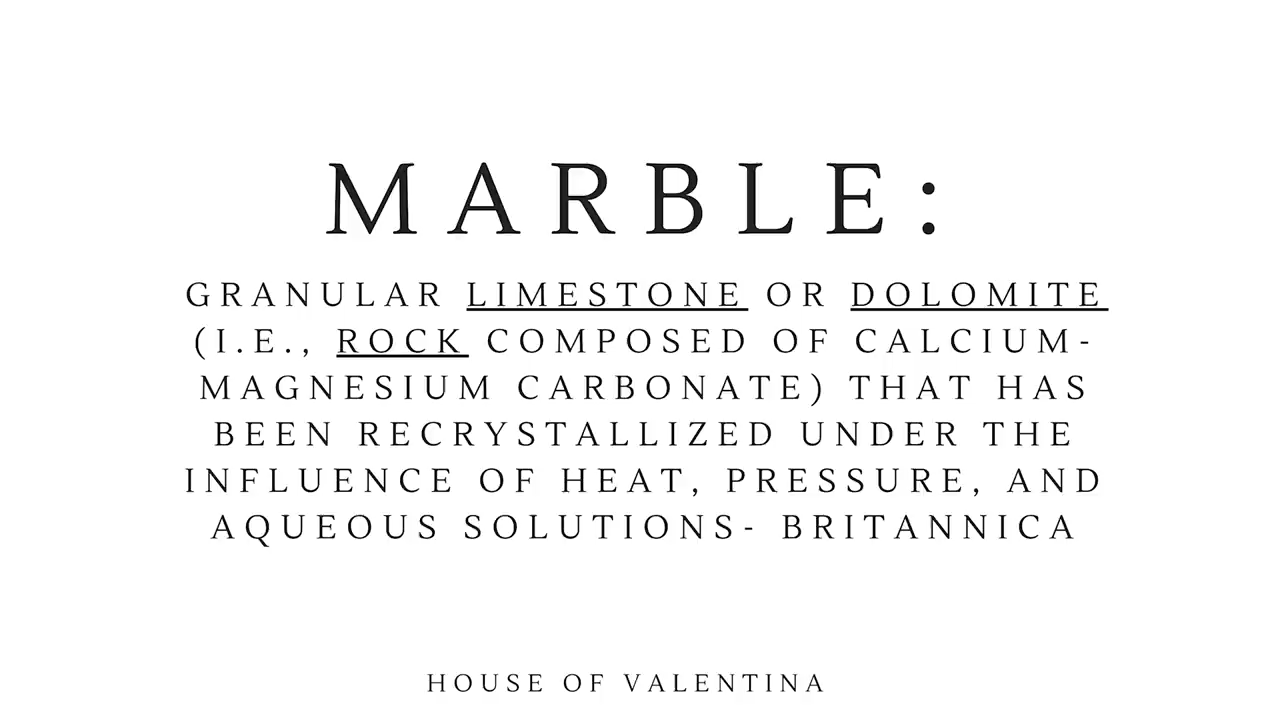 MARBLE:
GRANULAR LIMESTONE OR DOLOMITE
(I.E., ROCK COMPOSED OF CALCIUM-
MAGNESIUM CARBONATE) THAT HAS
BEEN RECRYSTALLIZED UNDER THE
INFLUENCE OF HEAT, PRESSURE, AND
AQUEOUS SOLUTIONS- BRITANNICA
HOUSE OF VALENTINA